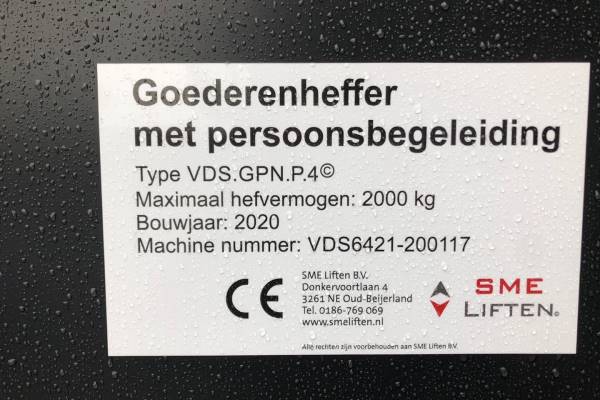 Goederenheffer
met persoonsbegeleiding
Type VDS.GPN.P.4©
Maximaal hefvermogen: 2000 kg
Bouwjaar: 2020
Machine nummer: VDS6421-200117
CE
SME Liften B.V.
Donkervoortlaan 4
3261 NE Oud-Beijerland
Tel. 0186-769 069
www.smeliften.nl
SME
LIFTEN®
Alle rechten zijn voorbehouden aan SME Liften B.V.